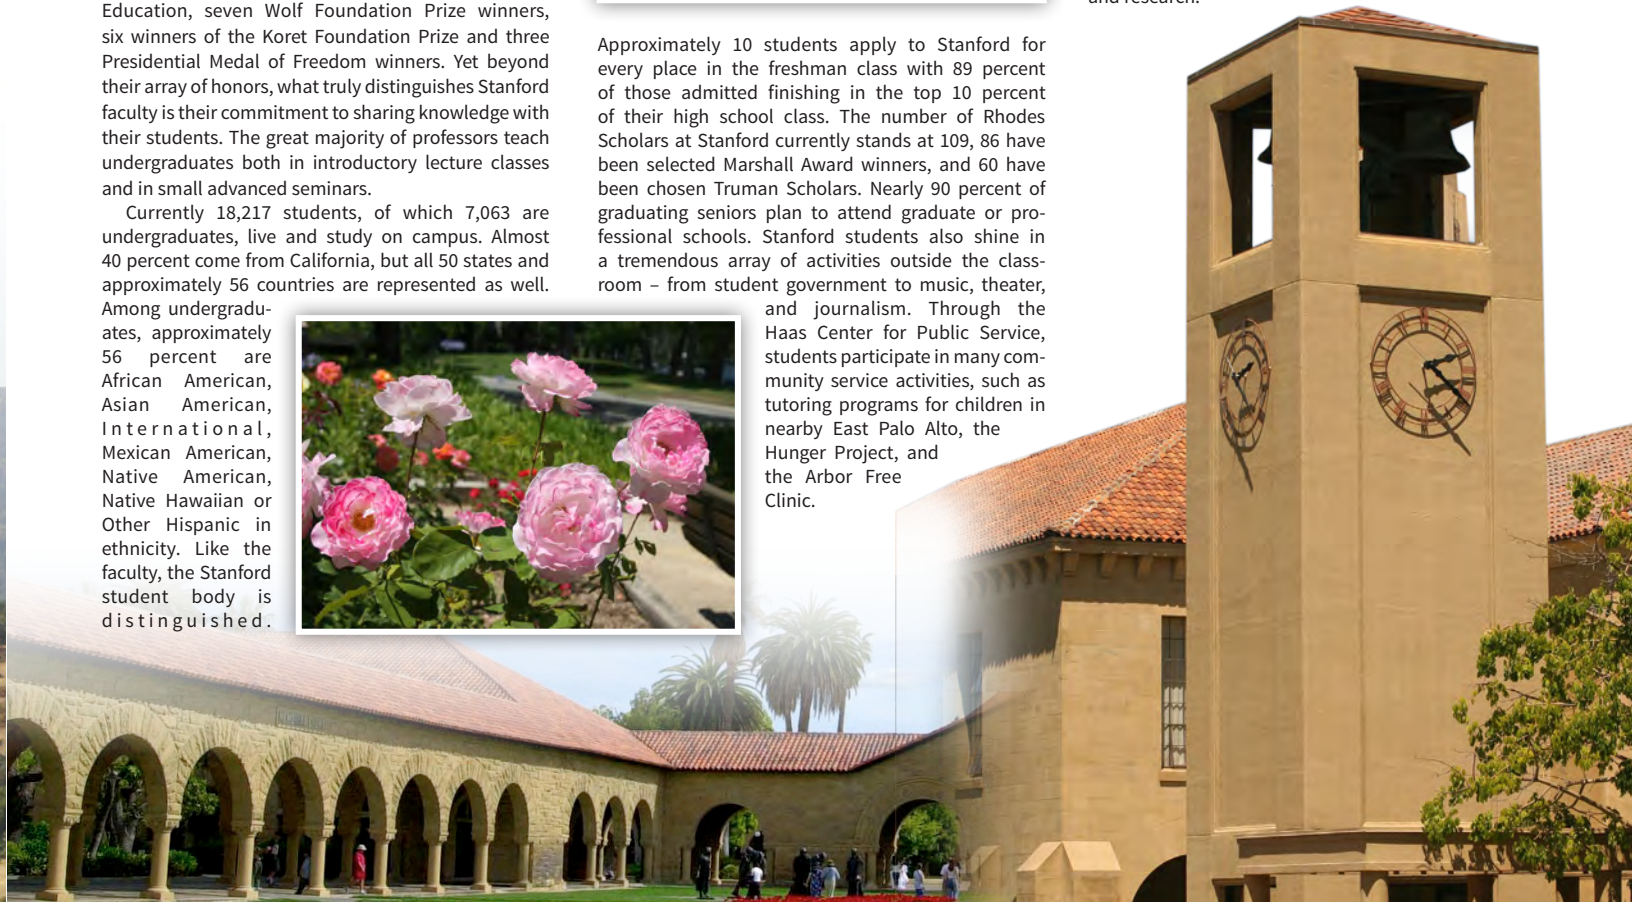 Education, seven Wolf Foundation Prize winners,
six winners of the Koret Foundation Prize and three
Presidential Medal of Freedom winners. Yet beyond
their array of honors, what truly distinguishes Stanford
faculty is their commitment to sharing knowledge with
their students. The great majority of professors teach
undergraduates both in introductory lecture classes
and in small advanced seminars.
Currently 18,217 students, of which 7,063 are
undergraduates, live and study on campus. Almost
40 percent come from California, but all 50 states and
approximately 56 countries are represented as well.
Among undergradu-
ates, approximately
56 percent are
African American,
Asian American,
International,
Mexican American,
Native American,
Native Hawaiian or
Other Hispanic in
ethnicity. Like the
faculty, the Stanford
student body is
distinguished.
Approximately 10 students apply to Stanford for
every place in the freshman class with 89 percent
of those admitted finishing in the top 10 percent
of their high school class. The number of Rhodes
Scholars at Stanford currently stands at 109, 86 have
been selected Marshall Award winners, and 60 have
been chosen Truman Scholars. Nearly 90 percent of
graduating seniors plan to attend graduate or pro-
fessional schools. Stanford students also shine in
a tremendous array of activities outside the class-
room – from student government to music, theater,
and journalism. Through the
Haas Center for Public Service,
students participate in many com-
munity service activities, such as
tutoring programs for children in
nearby East Palo Alto, the
Hunger Project, and
the Arbor Free
Clinic.
and research.